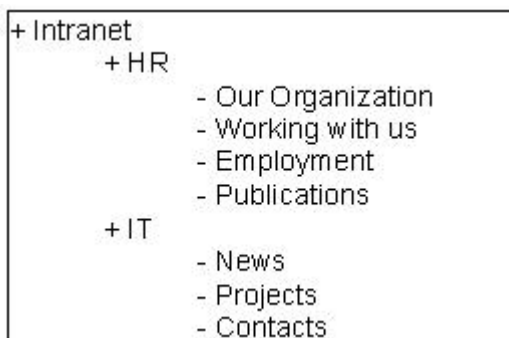 + Intranet
+ HR
- Our Organization
- Working with us
- Employment
- Publications
+ IT
- News
- Projects
- Contacts